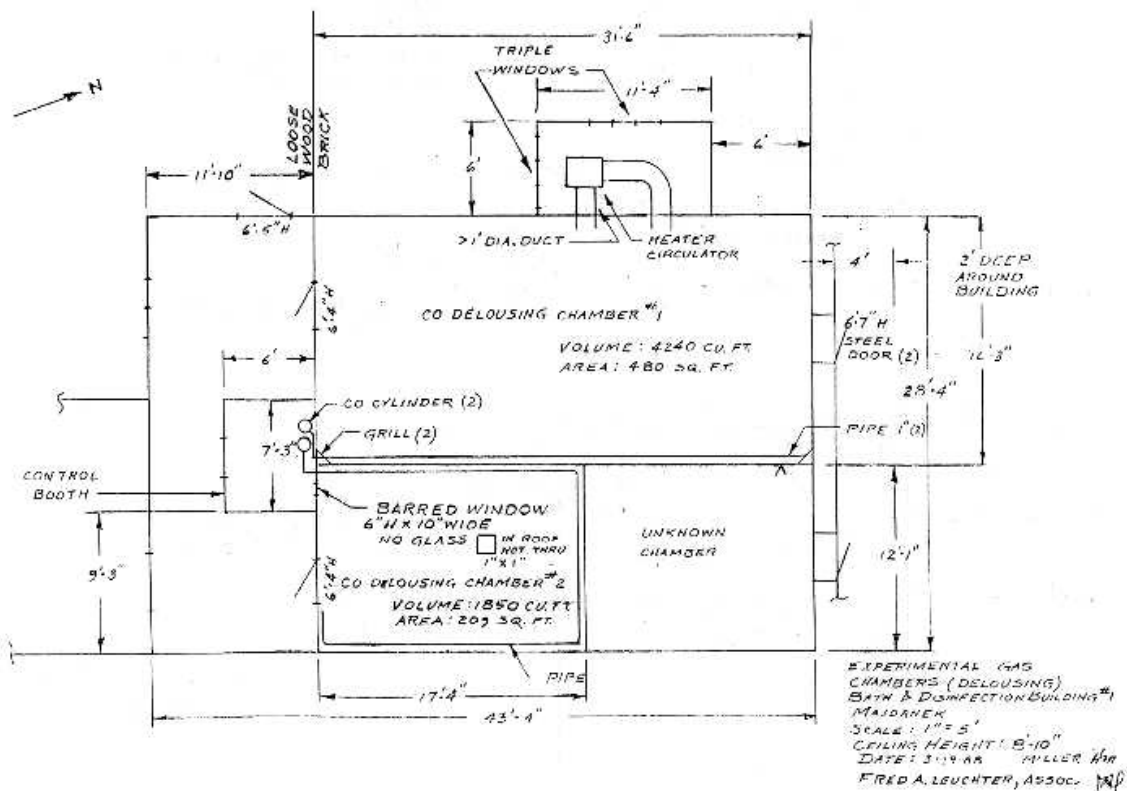 31'-6"
TRIPLE
WINDOWS
11'-4"
N
LOOSE
WOOD
BRICK
11'-10"
6'
6'
6'-5"H
>1' DIA. DUCT
HEATER
CIRCULATOR
4'
2' DEEP
AROUND
BUILDING
6'-4"H
CO DELOUSING CHAMBER #1
VOLUME: 4240 CU. FT.
AREA: 480 SQ. FT.
6'-7" H
STEEL
DOOR (2)
28'-4"
6'
CO CYLINDER (2)
GRILL (2)
7'-3"
PIPE 1" (2)
CONTROL
BOOTH
BARRED WINDOW
6"H X 10" WIDE
NO GLASS
IN ROOF
NOT THRU
1" X 1"
UNKNOWN
CHAMBER
12'-1"
9'-3"
6'-4"H
CO DELOUSING CHAMBER #2
VOLUME: 1850 CU. FT.
AREA: 209 SQ. FT.
PIPE
17'-4"
43'-4"
EXPERIMENTAL GAS
CHAMBERS (DELOUSING)
BATH & DISINFECTION BUILDING #1
MAJDANEK
SCALE: 1" = 5'
CEILING HEIGHT: 8'-10"
DATE: 3-19-88 MILLER
FRED A. LEUCHTER, ASSOC.